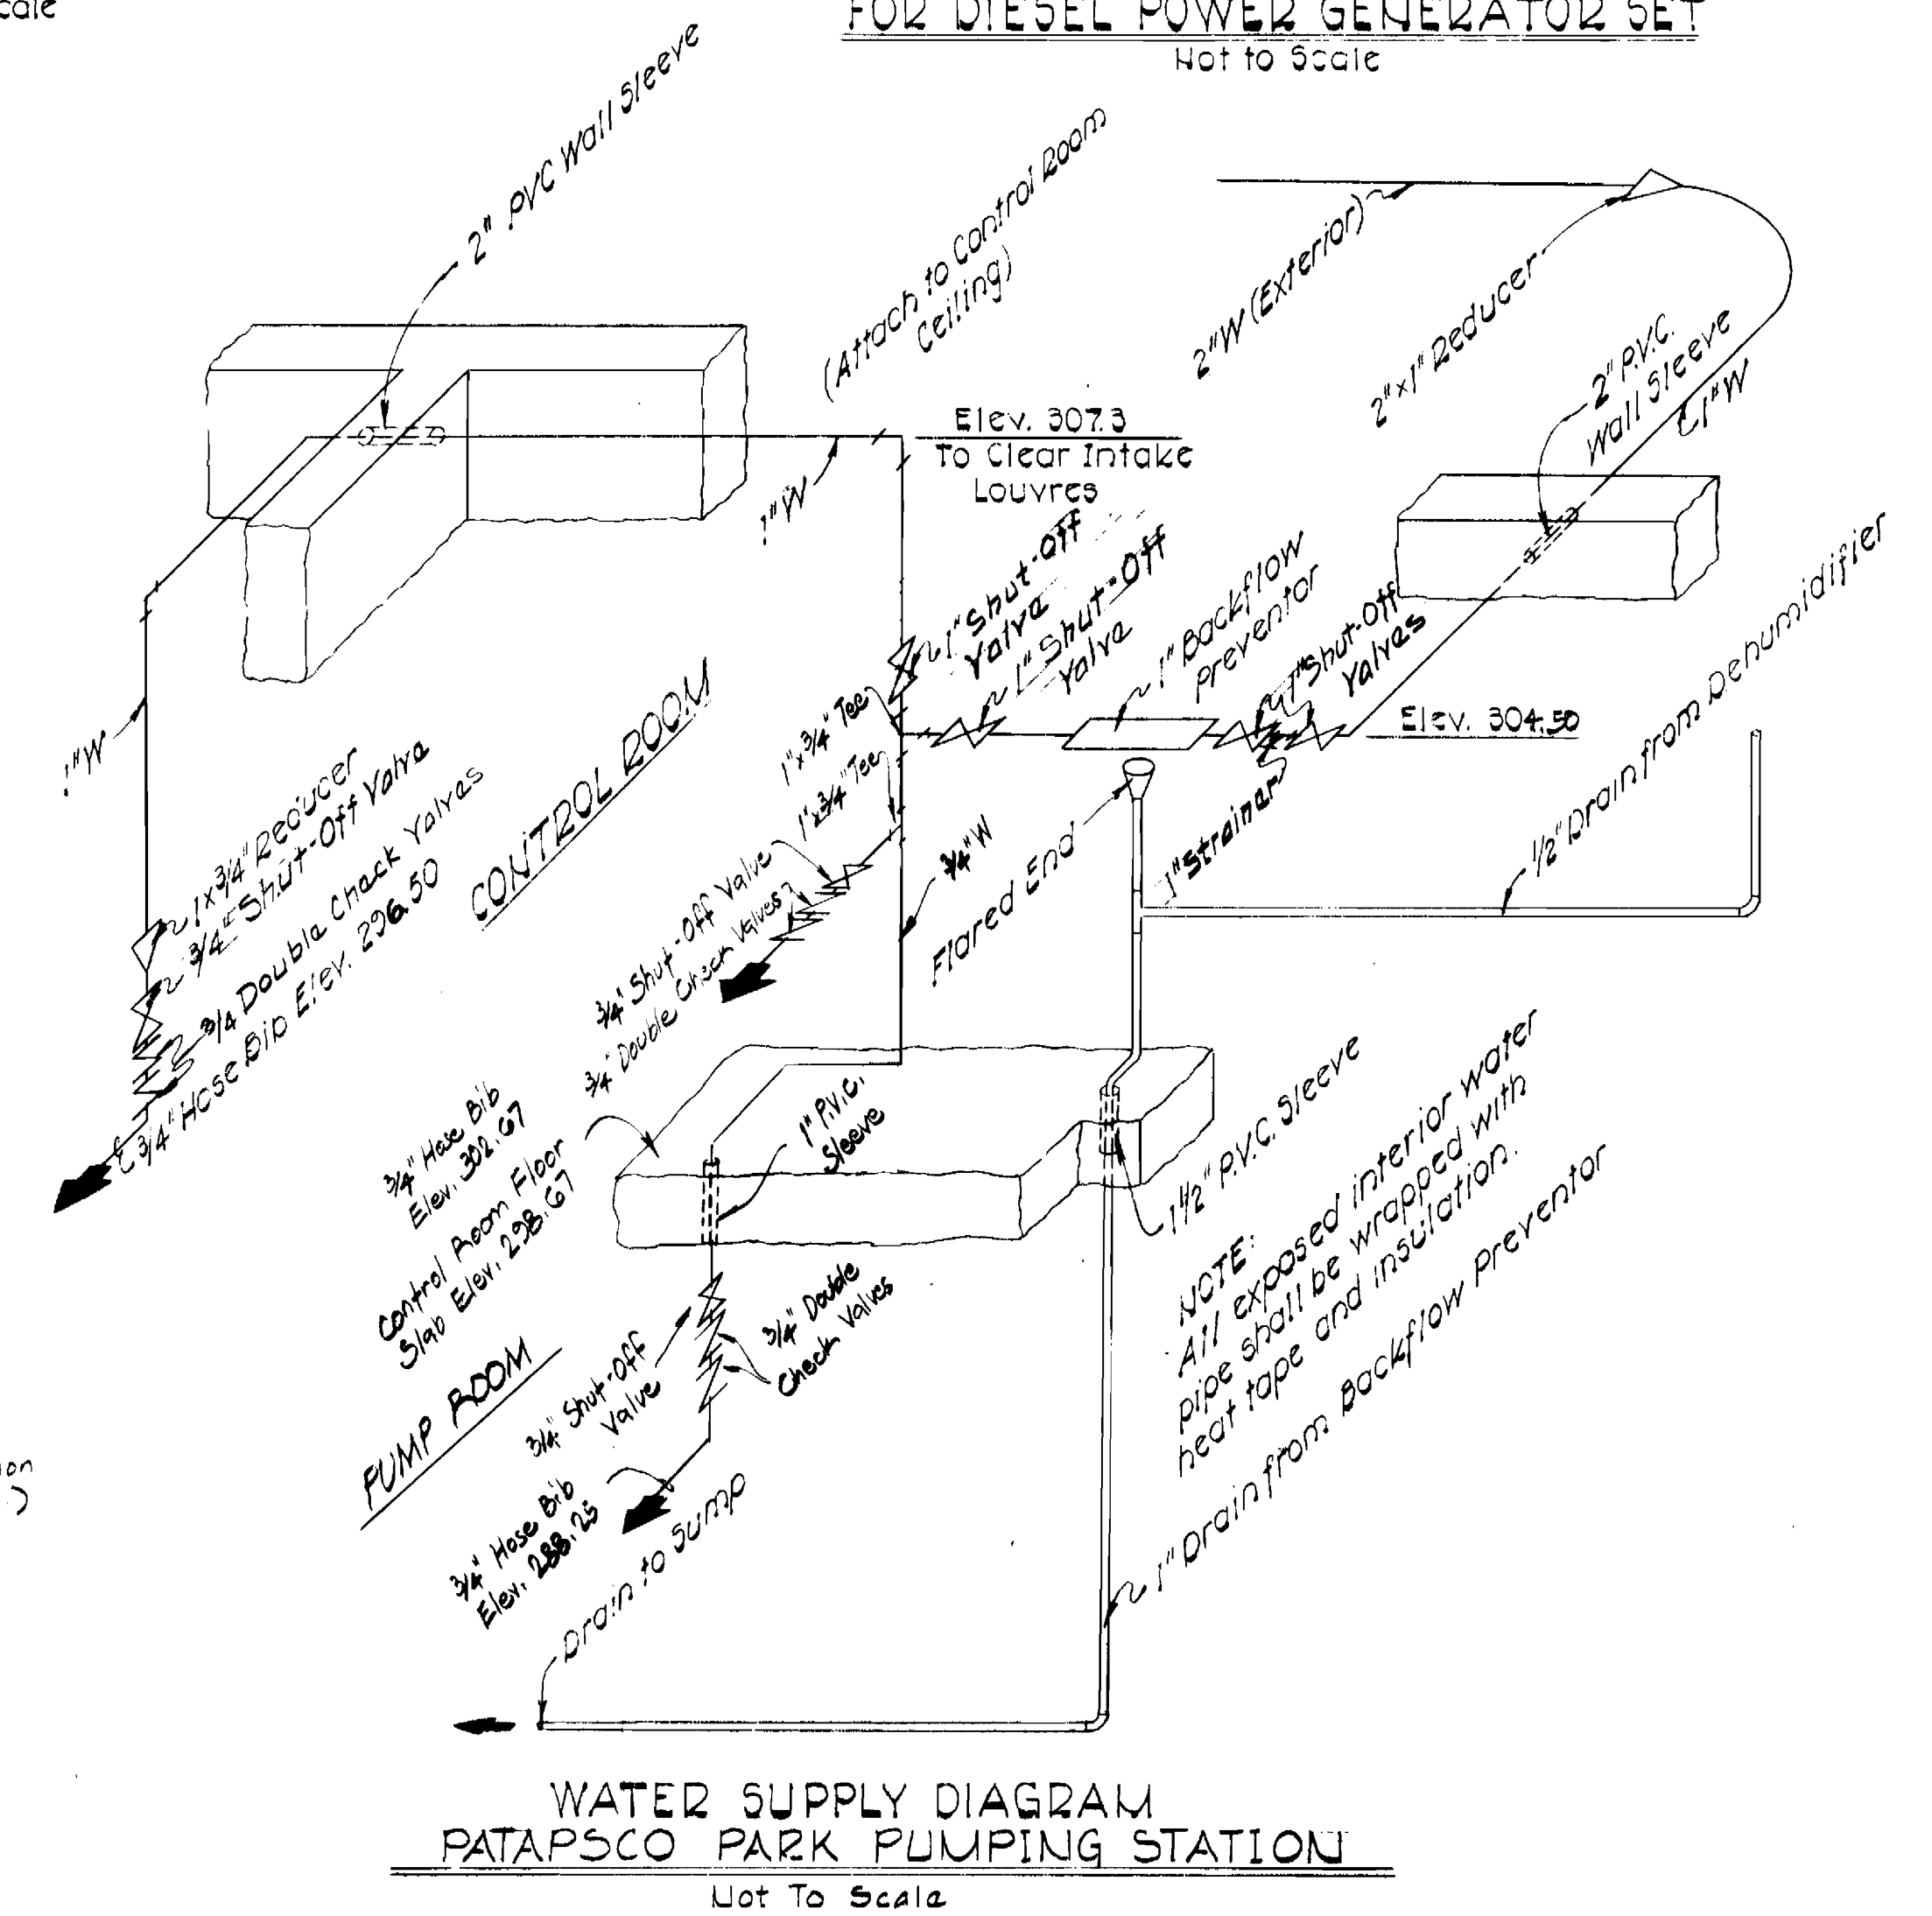 cale
FOR DIESEL POWER GENERATOR SET
Not to Scale
2" PVC Wall Sleeve
(Attach to Control Room
Ceiling)
2"W (Exterior)
2"x1" Reducer
2" P.V.C.
Wall Sleeve
1"W
Elev. 307.3
To Clear Intake
Louvres
1"W
1" Shut-Off
Valve
1" Shut-Off
Valve
1" Backflow
Preventor
1" Shut-Off
Valves
Elev. 304.50
1"W
1"x3/4" Tee
1"x3/4" Tee
1"Strainer
1/2" Drain from Dehumidifier
1x3/4" Reducer
3/4" Shut-Off Valve
3/4 Double Check Valves
3/4" Hose Bib Elev. 296.50
CONTROL ROOM
3/4" Shut-Off Valve
3/4" Double Check Valves
3/4"W
Flared End
3/4" Hose Bib
Elev. 302.67
Control Room Floor
Slab Elev. 298.67
1" P.V.C.
Sleeve
1 1/2" P.V.C. Sleeve
NOTE:
All exposed interior water
pipe shall be wrapped with
heat tape and insulation.
PUMP ROOM
3/4" Shut-Off
Valve
3/4" Double
Check Valves
3/4" Hose Bib
Elev. 288.25
Drain to Sump
1" Drain from Backflow Preventor
WATER SUPPLY DIAGRAM
PATAPSCO PARK PUMPING STATION
Not To Scale